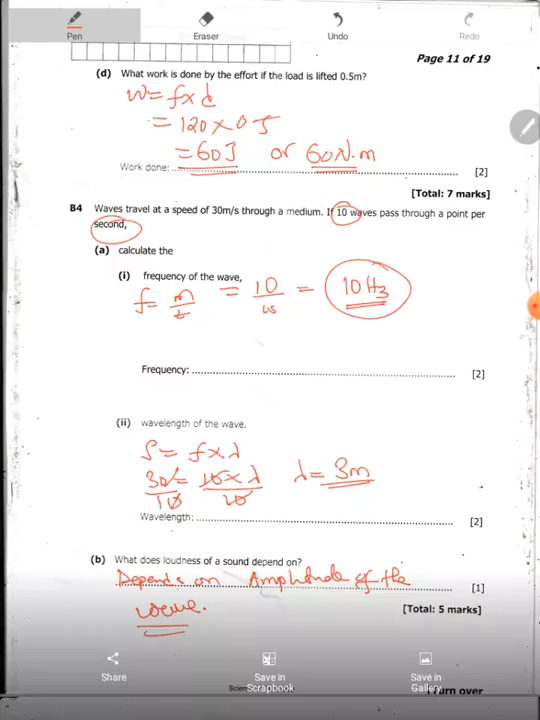 Pen Eraser Undo Redo
Page 11 of 19
(d) What work is done by the effort if the load is lifted 0.5m?
W = f x d
= 120 x 0 5
= 60J or 60N.m
Work done: [2]
[Total: 7 marks]
B4 Waves travel at a speed of 30m/s through a medium. If 10 waves pass through a point per
second,
(a) calculate the
(i) frequency of the wave,
f = n/t = 10/ = 10 Hz
Frequency: [2]
(ii) wavelength of the wave.
S = f x λ
30/10 = 10 x λ/10 λ = 3m
Wavelength: [2]
(b) What does loudness of a sound depend on?
Depends on Amplitude of the [1]
wave. [Total: 5 marks]
Share Save in Scrapbook Save in Gallery
Turn over